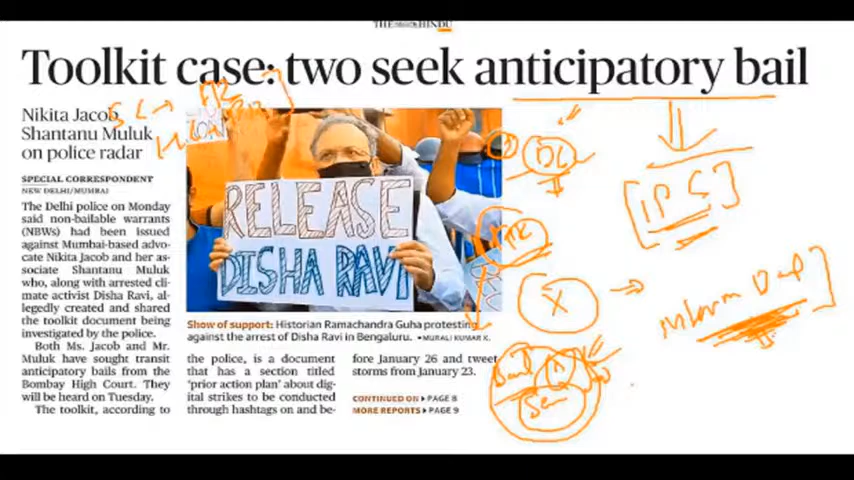 THE HINDU
Toolkit case: two seek anticipatory bail
Nikita Jacob,
Shantanu Muluk
on police radar
SPECIAL CORRESPONDENT
NEW DELHI/MUMBAI
The Delhi police on Monday
said non-bailable warrants
(NBWs) had been issued
against Mumbai-based advo-
cate Nikita Jacob and her as-
sociate Shantanu Muluk
who, along with arrested cli-
mate activist Disha Ravi, al-
legedly created and shared
the toolkit document being
investigated by the police.
Both Ms. Jacob and Mr.
Muluk have sought transit
anticipatory bails from the
Bombay High Court. They
will be heard on Tuesday.
The toolkit, according to
RELEASE
DISHA RAVI
Show of support: Historian Ramachandra Guha protesting
against the arrest of Disha Ravi in Bengaluru. • MURALI KUMAR K.
the police, is a document
that has a section titled
‘prior action plan’ about dig-
ital strikes to be conducted
through hashtags on and be-
fore January 26 and tweet
storms from January 23.
CONTINUED ON ▶ PAGE 8
MORE REPORTS ▶ PAGE 9
SC →
DC
X →